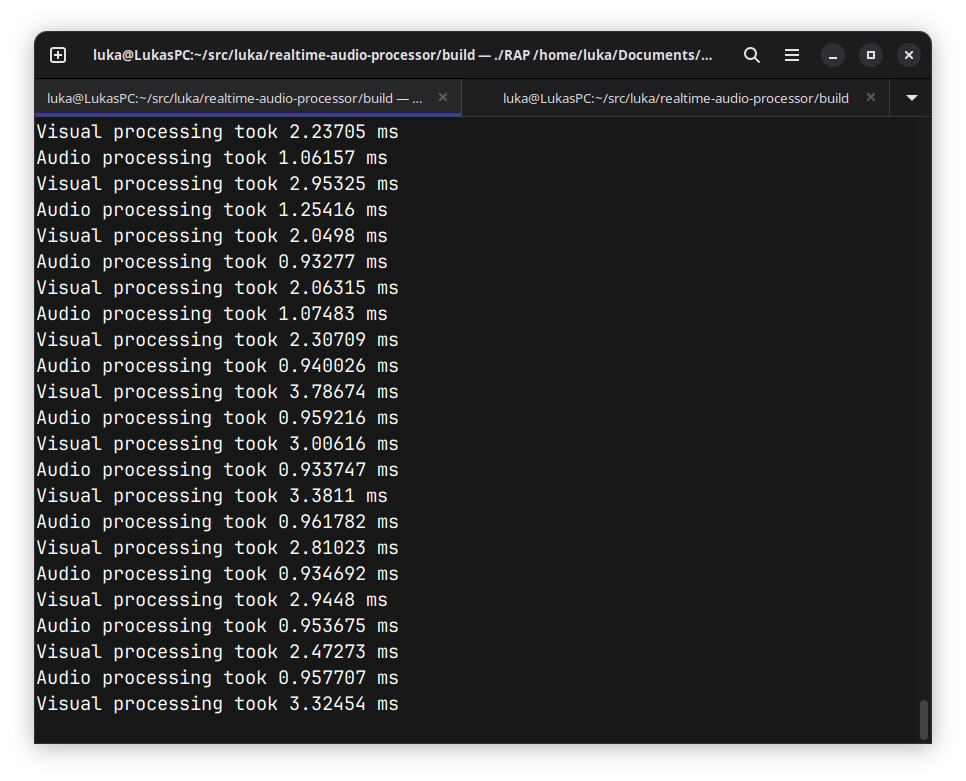 luka@LukasPC:~/src/luka/realtime-audio-processor/build — ./RAP /home/luka/Documents/...
luka@LukasPC:~/src/luka/realtime-audio-processor/build — ...
luka@LukasPC:~/src/luka/realtime-audio-processor/build
Visual processing took 2.23705 ms
Audio processing took 1.06157 ms
Visual processing took 2.95325 ms
Audio processing took 1.25416 ms
Visual processing took 2.0498 ms
Audio processing took 0.93277 ms
Visual processing took 2.06315 ms
Audio processing took 1.07483 ms
Visual processing took 2.30709 ms
Audio processing took 0.940026 ms
Visual processing took 3.78674 ms
Audio processing took 0.959216 ms
Visual processing took 3.00616 ms
Audio processing took 0.933747 ms
Visual processing took 3.3811 ms
Audio processing took 0.961782 ms
Visual processing took 2.81023 ms
Audio processing took 0.934692 ms
Visual processing took 2.9448 ms
Audio processing took 0.953675 ms
Visual processing took 2.47273 ms
Audio processing took 0.957707 ms
Visual processing took 3.32454 ms